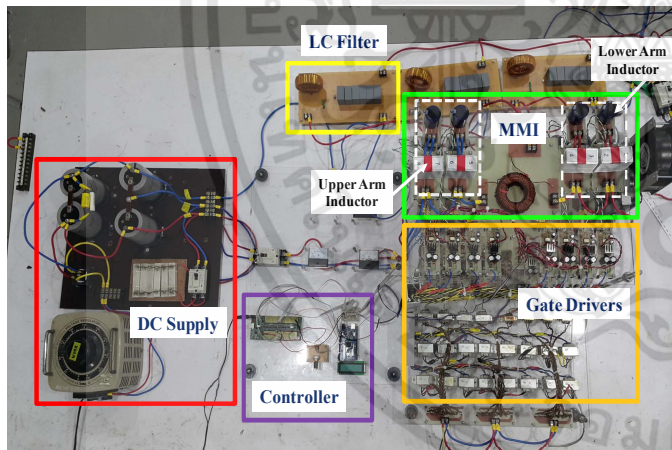 LC Filter
Lower Arm
Inductor
MMI
Upper Arm
Inductor
DC Supply
Gate Drivers
Controller